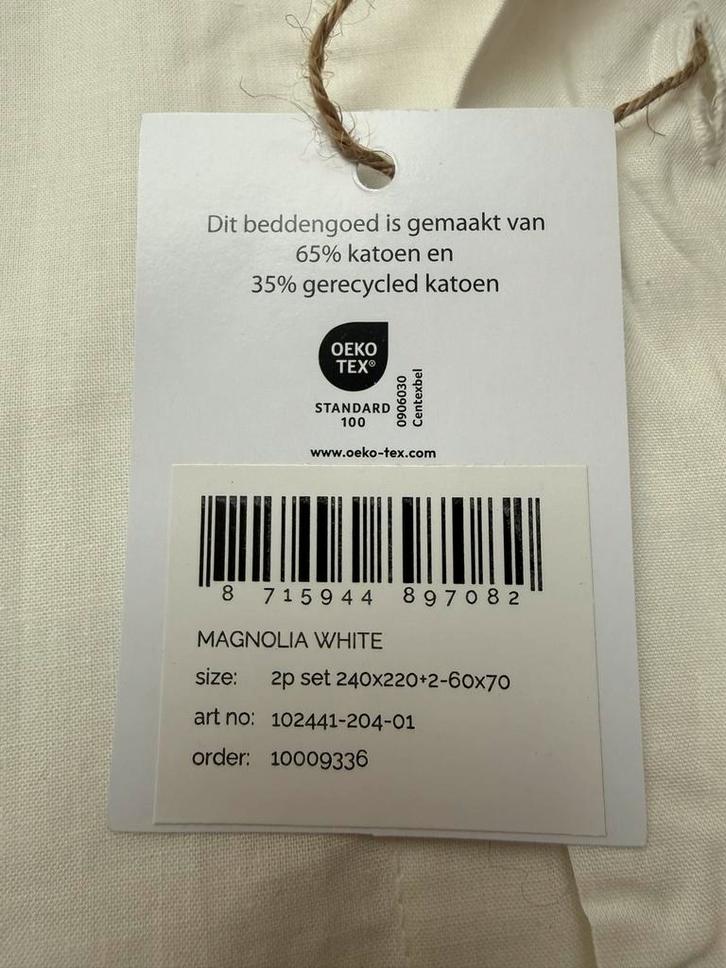 Dit beddengoed is gemaakt van
65% katoen en
35% gerecycled katoen
OEKO
TEX®
STANDARD
100
0906030
Centexbel
www.oeko-tex.com
8 715944 897082
MAGNOLIA WHITE
size: 2p set 240x220+2-60x70
art no: 102441-204-01
order: 10009336